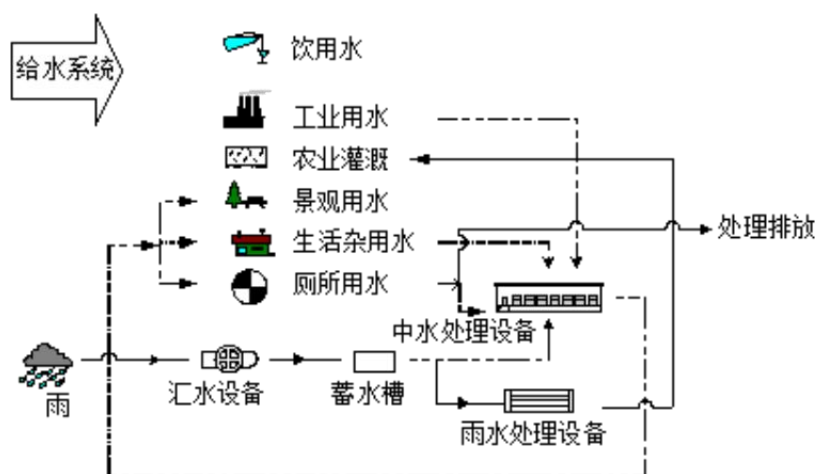 饮用水
给水系统
工业用水
农业灌溉
景观用水
处理排放
生活杂用水
厕所用水
中水处理设备
雨
汇水设备
蓄水槽
雨水处理设备